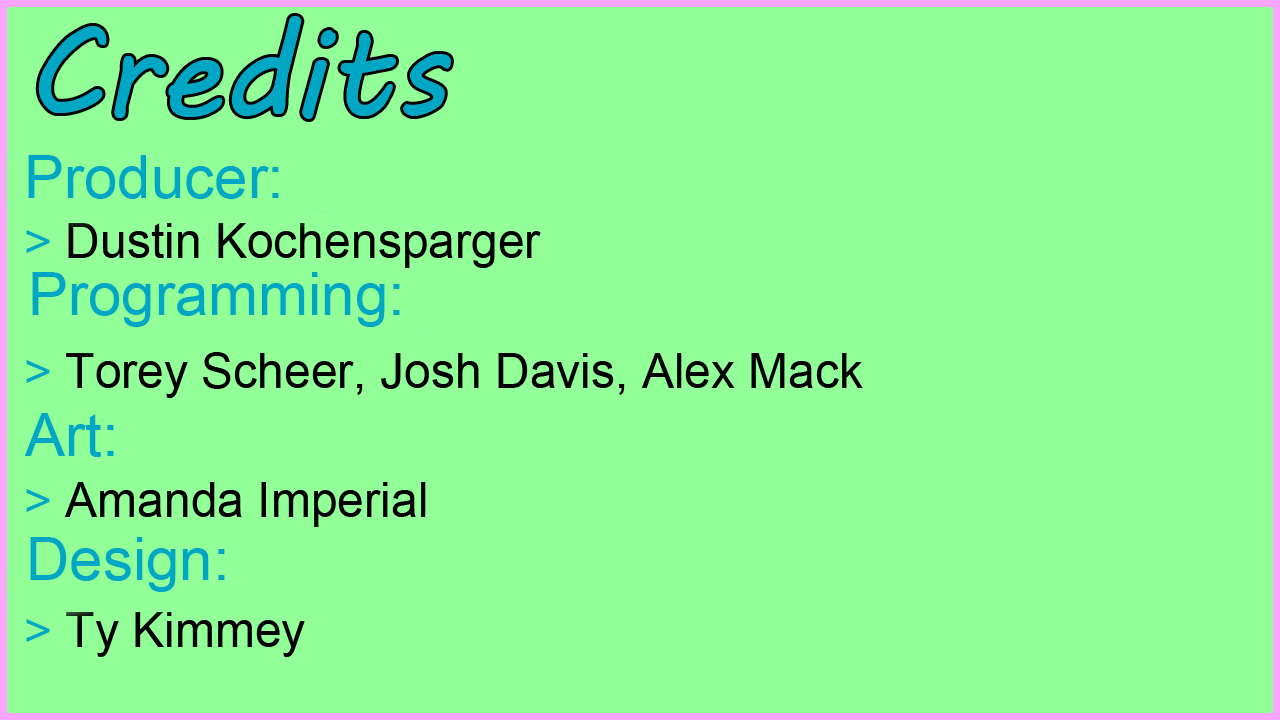 Credits
Producer:
> Dustin Kochensparger
Programming:
> Torey Scheer, Josh Davis, Alex Mack
Art:
> Amanda Imperial
Design:
> Ty Kimmey